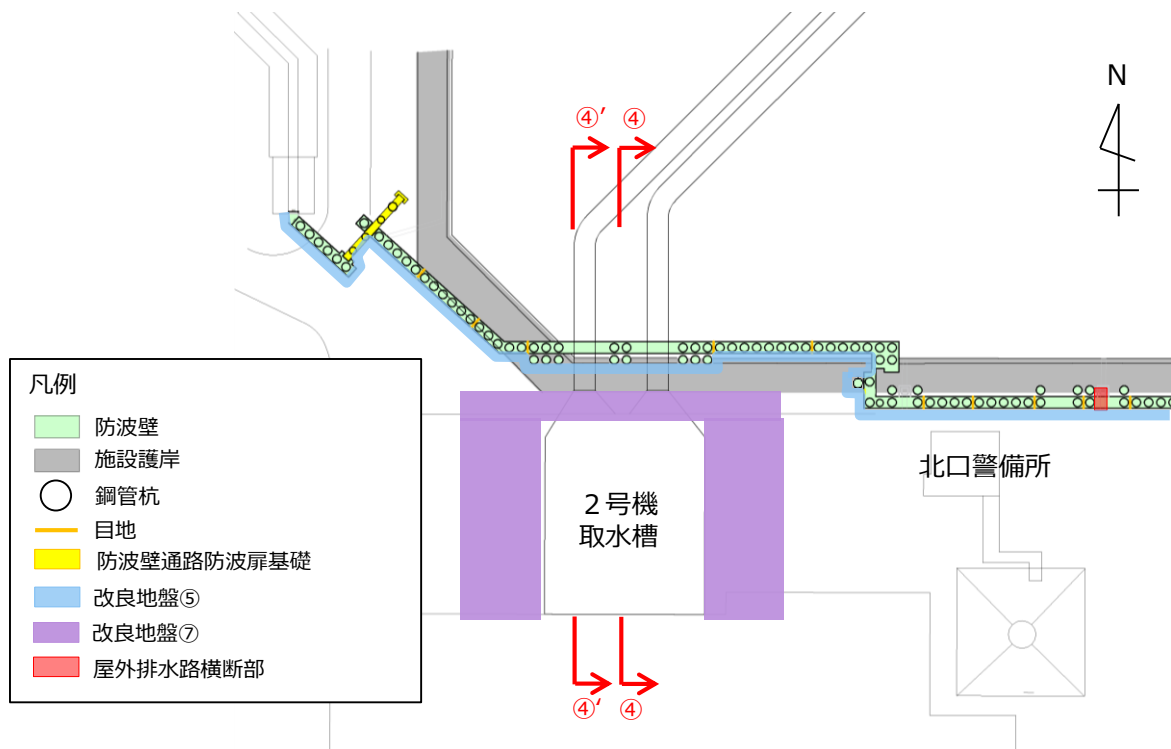 ④’ ④
N
凡例
防波壁
施設護岸
鋼管杭
目地
防波壁通路防波扉基礎
改良地盤⑤
改良地盤⑦
屋外排水路横断部
２号機
取水槽
北口警備所
④‘ ④